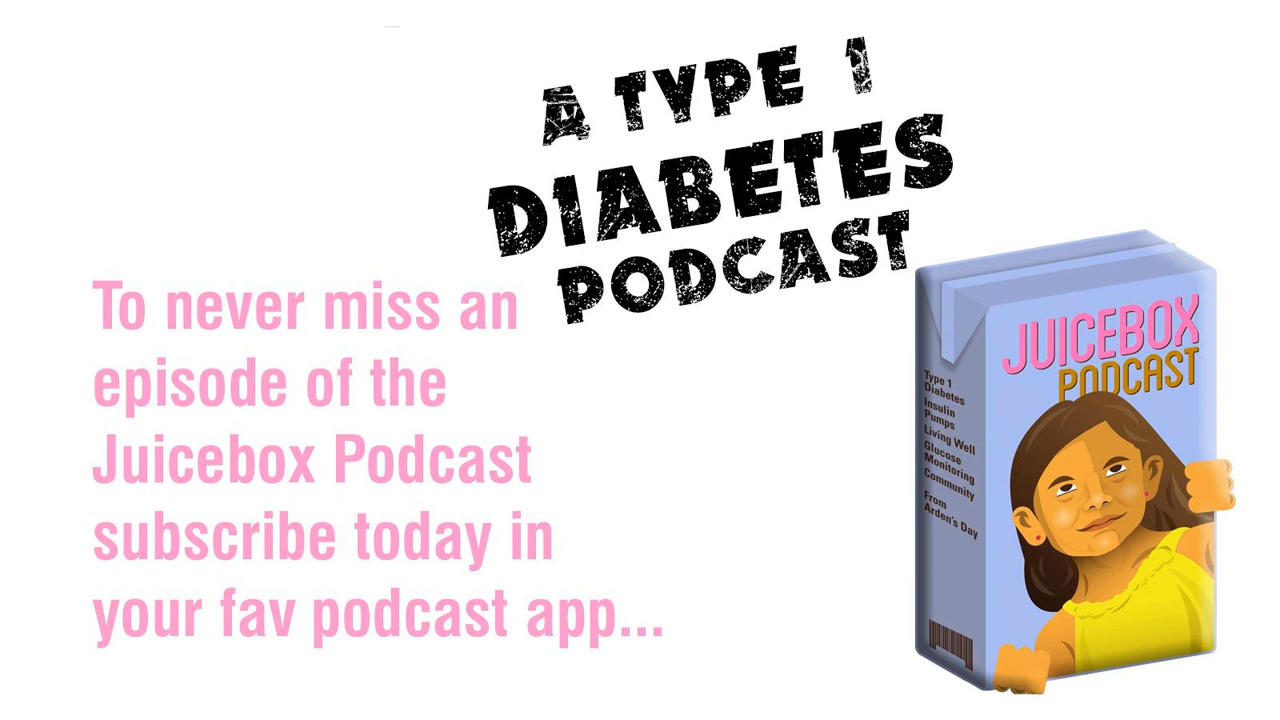 A TYPE 1
DIABETES
PODCAST
To never miss an
episode of the
Juicebox Podcast
subscribe today in
your fav podcast app...
JUICEBOX
PODCAST
Type 1
Diabetes
Insulin
Pumps
Living Well
Glucose
Monitoring
Community
From
Arden's Day